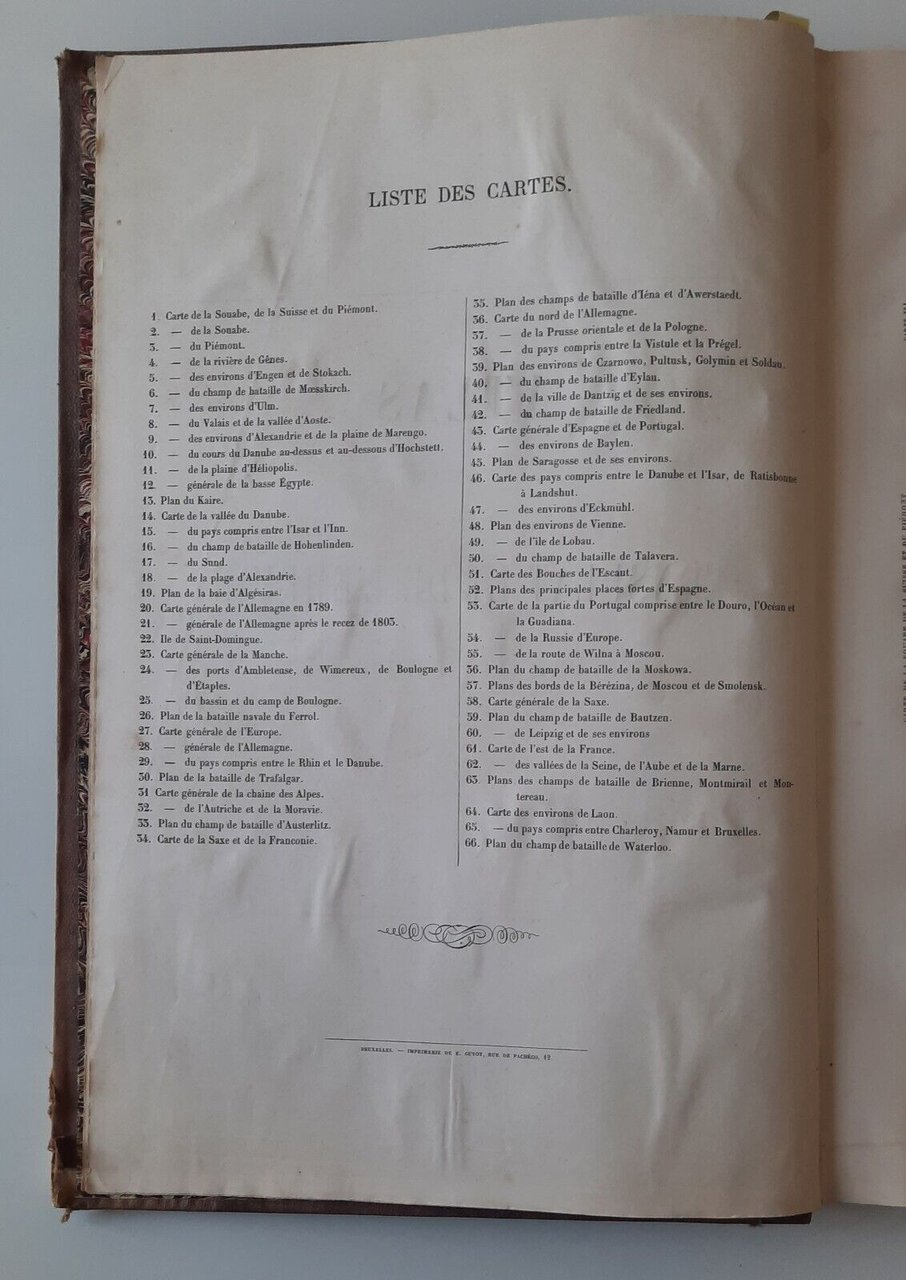 LISTE DES CARTES.
1. Carte de la Souabe, de la Suisse et du Piémont.
2. — de la Souabe.
3. — du Piémont.
4. — de la rivière de Gênes.
5. — des environs d'Engen et de Stokach.
6. — du champ de bataille de Mœsskirch.
7. — des environs d'Ulm.
8. — du Valais et de la vallée d'Aoste.
9. — des environs d'Alexandrie et de la plaine de Marengo.
10. — du cours du Danube au-dessus et au-dessous d'Hochstett.
11. — de la plaine d'Héliopolis.
12. — générale de la basse Égypte.
13. Plan du Kaire.
14. Carte de la vallée du Danube.
15. — du pays compris entre l'Isar et l'Inn.
16. — du champ de bataille de Hohenlinden.
17. — du Sund.
18. — de la plage d'Alexandrie.
19. Plan de la baie d'Algésiras.
20. Carte générale de l'Allemagne en 1789.
21. — générale de l'Allemagne après le recez de 1803.
22. Ile de Saint-Domingue.
23. Carte générale de la Manche.
24. — des ports d'Ambleteuse, de Wimereux, de Boulogne et
d'Étaples.
25. — du bassin et du camp de Boulogne.
26. Plan de la bataille navale du Ferrol.
27. Carte générale de l'Europe.
28. — générale de l'Allemagne.
29. — du pays compris entre le Rhin et le Danube.
30. Plan de la bataille de Trafalgar.
31 Carte générale de la chaine des Alpes.
32. — de l'Autriche et de la Moravie.
33. Plan du champ de bataille d'Austerlitz.
34. Carte de la Saxe et de la Franconie.
35. Plan des champs de bataille d'Iéna et d'Awerstaedt.
36. Carte du nord de l'Allemagne.
37. — de la Prusse orientale et de la Pologne.
38. — du pays compris entre la Vistule et la Prégel.
39. Plan des environs de Czarnowo, Pultusk, Golymin et Soldau.
40. — du champ de bataille d'Eylau.
41. — de la ville de Dantzig et de ses environs.
42. — du champ de bataille de Friedland.
43. Carte générale d'Espagne et de Portugal.
44. — des environs de Baylen.
45. Plan de Saragosse et de ses environs.
46. Carte des pays compris entre le Danube et l'Isar, de Ratisbonne
à Landshut.
47. — des environs d'Eckmühl.
48. Plan des environs de Vienne.
49. — de l'île de Lobau.
50. — du champ de bataille de Talavera.
51. Carte des Bouches de l'Escaut.
52. Plans des principales places fortes d'Espagne.
53. Carte de la partie du Portugal comprise entre le Douro, l'Océan et
la Guadiana.
54. — de la Russie d'Europe.
55. — de la route de Wilna à Moscou.
56. Plan du champ de bataille de la Moskowa.
57. Plans des bords de la Bérézina, de Moscou et de Smolensk.
58. Carte générale de la Saxe.
59. Plan du champ de bataille de Bautzen.
60. — de Leipzig et de ses environs
61. Carte de l'est de la France.
62. — des vallées de la Seine, de l'Aube et de la Marne.
63. Plans des champs de bataille de Brienne, Montmirail et Mon-
tereau.
64. Carte des environs de Laon.
65. — du pays compris entre Charleroy, Namur et Bruxelles.
66. Plan du champ de bataille de Waterloo.
BRUXELLES. — IMPRIMERIE DE E. GUYOT, RUE DE PACHÉCO, 12